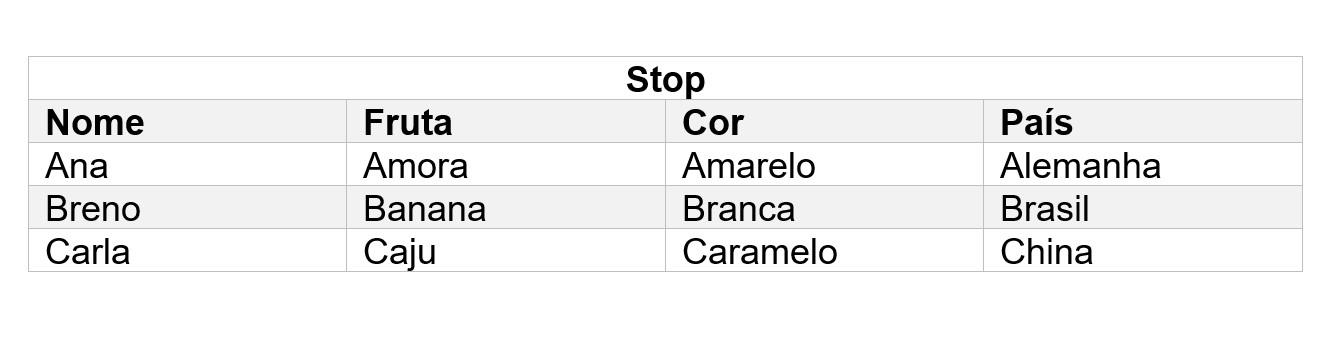 Stop
Nome Fruta Cor País
Ana Amora Amarelo Alemanha
Breno Banana Branca Brasil
Carla Caju Caramelo China